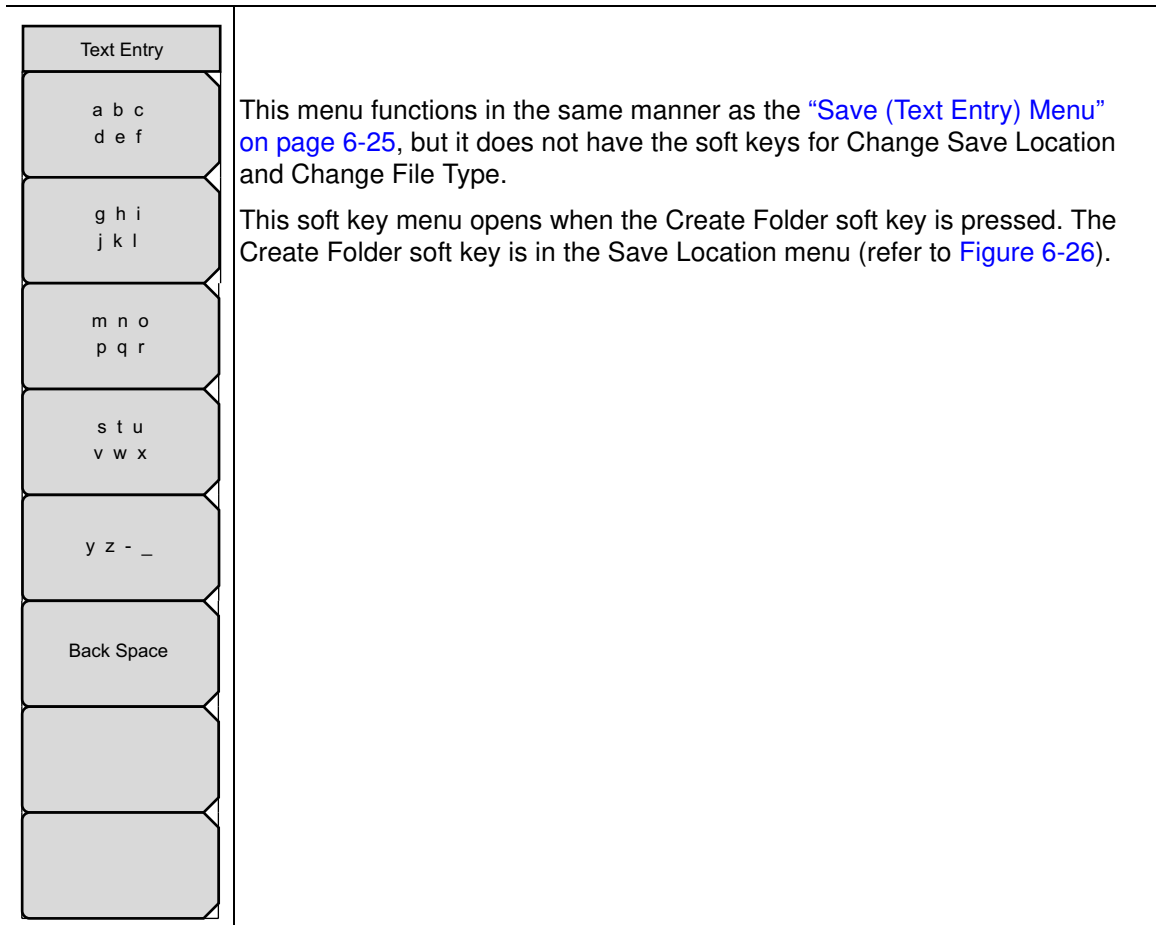 Text Entry
a b c
d e f
g h i
j k l
m n o
p q r
s t u
v w x
y z - _
Back Space
This menu functions in the same manner as the “Save (Text Entry) Menu”
on page 6-25, but it does not have the soft keys for Change Save Location
and Change File Type.
This soft key menu opens when the Create Folder soft key is pressed. The
Create Folder soft key is in the Save Location menu (refer to Figure 6-26).